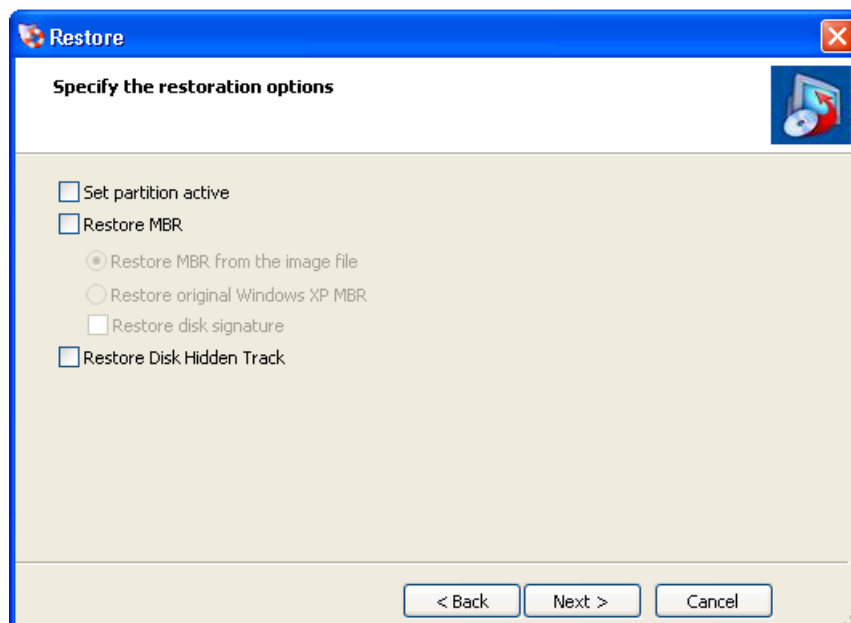 Restore
Specify the restoration options
Set partition active
Restore MBR
Restore MBR from the image file
Restore original Windows XP MBR
Restore disk signature
Restore Disk Hidden Track
< Back Next > Cancel